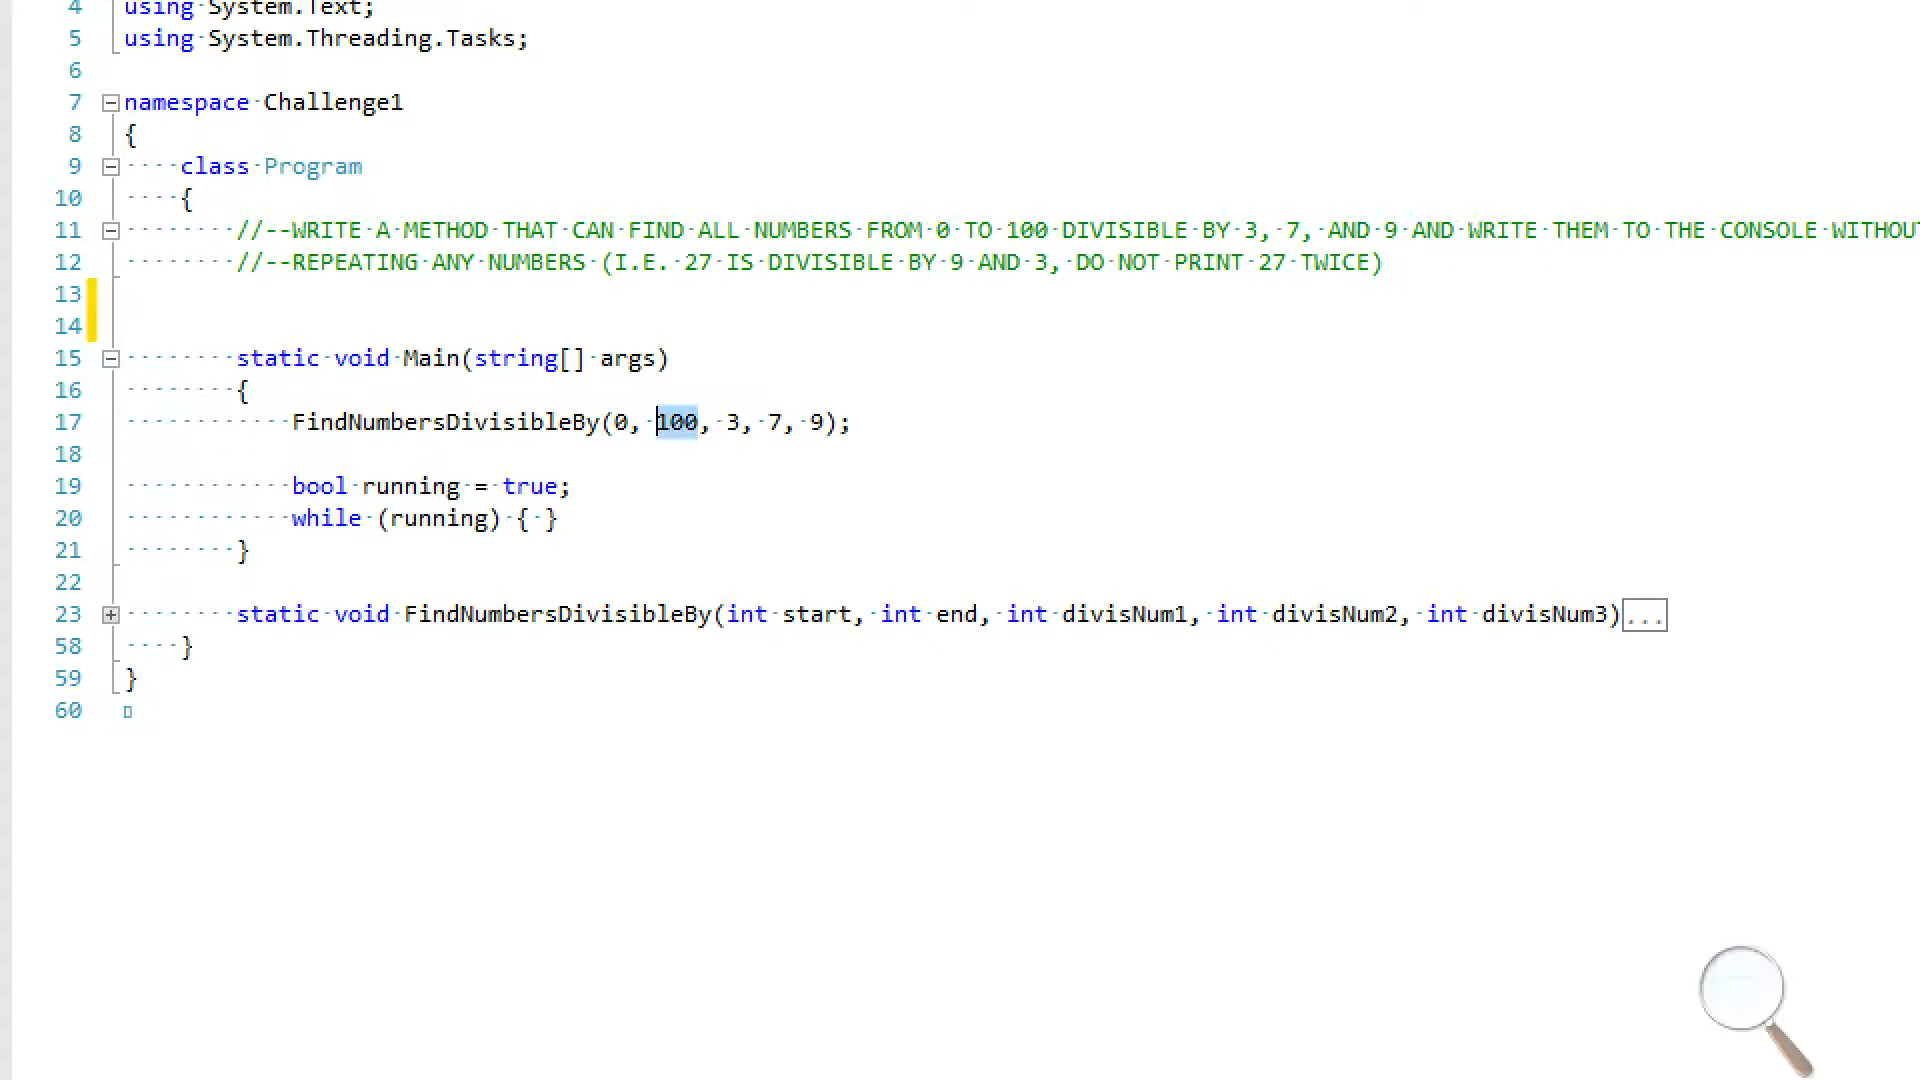 4 using System.Text;
5 using System.Threading.Tasks;
6
7 namespace Challenge1
8 {
9 class Program
10 {
11 //--WRITE A METHOD THAT CAN FIND ALL NUMBERS FROM 0 TO 100 DIVISIBLE BY 3, 7, AND 9 AND WRITE THEM TO THE CONSOLE WITHOUT
12 //--REPEATING ANY NUMBERS (I.E. 27 IS DIVISIBLE BY 9 AND 3, DO NOT PRINT 27 TWICE)
13
14
15 static void Main(string[] args)
16 {
17 FindNumbersDivisibleBy(0, 100, 3, 7, 9);
18
19 bool running = true;
20 while (running) { }
21 }
22
23 static void FindNumbersDivisibleBy(int start, int end, int divisNum1, int divisNum2, int divisNum3)...
58 }
59 }
60